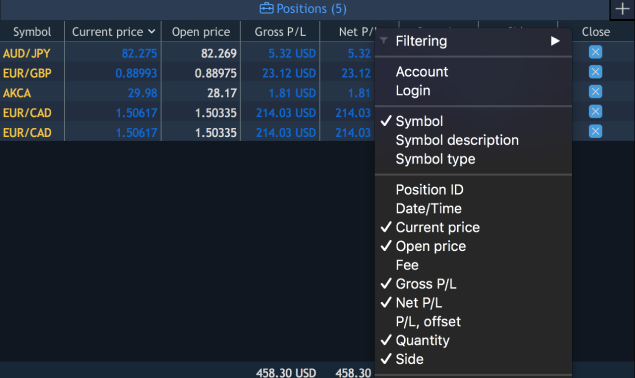 Positions (5)
Symbol Current price Open price Gross P/L Net P/L Close
AUD/JPY 82.275 82.269 5.32 USD 5.32
EUR/GBP 0.88993 0.88975 23.12 USD 23.12
AKCA 29.98 28.17 1.81 USD 1.81
EUR/CAD 1.50617 1.50335 214.03 USD 214.03
EUR/CAD 1.50617 1.50335 214.03 USD 214.03
458.30 USD 458.30
Filtering
Account
Login
Symbol
Symbol description
Symbol type
Position ID
Date/Time
Current price
Open price
Fee
Gross P/L
Net P/L
P/L, offset
Quantity
Side